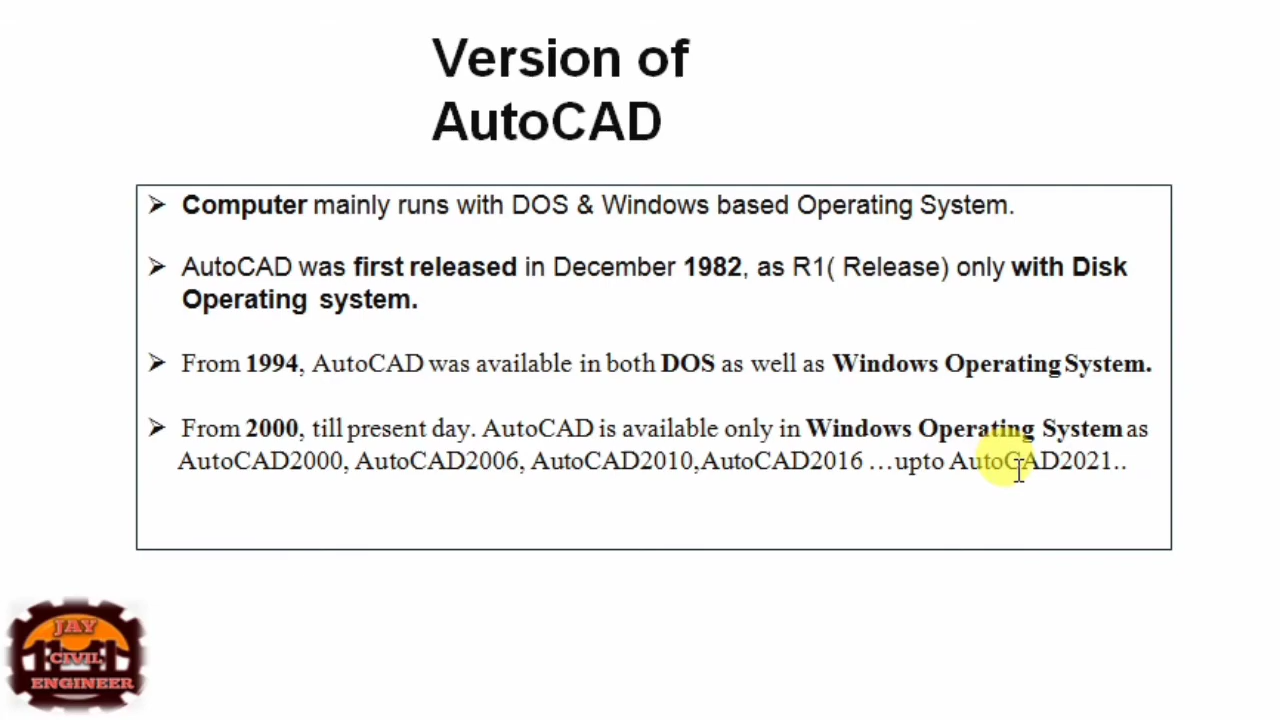 Version of
AutoCAD
➢ Computer mainly runs with DOS & Windows based Operating System.
➢ AutoCAD was first released in December 1982, as R1( Release) only with Disk
Operating system.
➢ From 1994, AutoCAD was available in both DOS as well as Windows Operating System.
➢ From 2000, till present day. AutoCAD is available only in Windows Operating System as
AutoCAD2000, AutoCAD2006, AutoCAD2010,AutoCAD2016 …upto AutoCAD2021..
JAY
CIVIL
ENGINEER